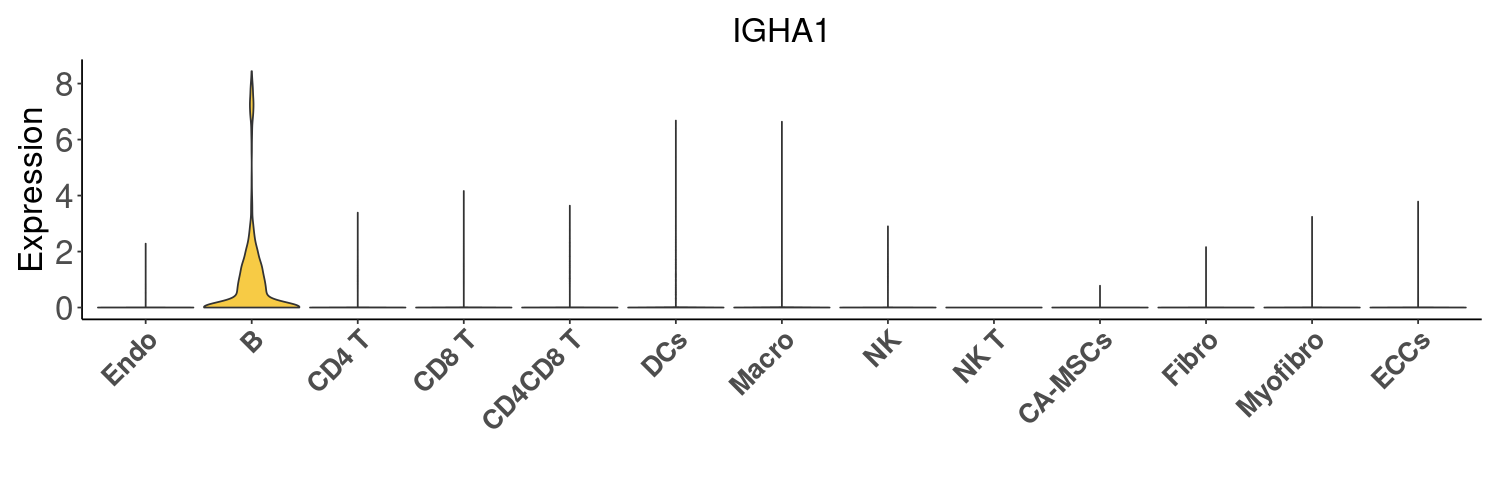 IGHA1
Expression
8
6
4
2
0
Endo
B
CD4 T
CD8 T
CD4CD8 T
DCs
Macro
NK
NK T
CA-MSCs
Fibro
Myofibro
ECCs